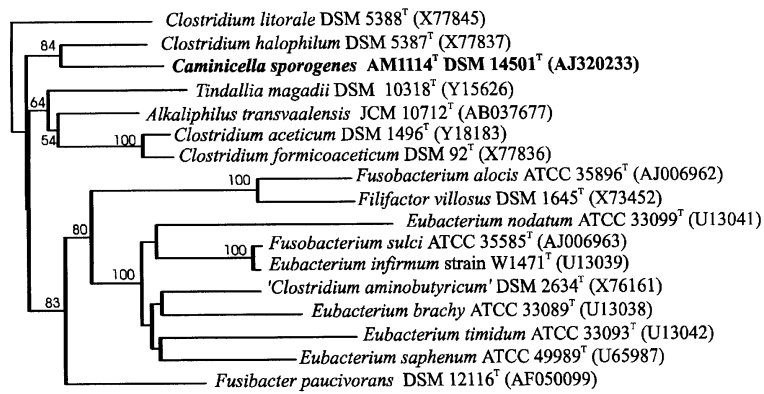 Clostridium litorale DSM 5388T (X77845)
84 Clostridium halophilum DSM 5387T (X77837)
Caminicella sporogenes AM1114T DSM 14501T (AJ320233)
64 Tindallia magadii DSM 10318T (Y15626)
Alkaliphilus transvaalensis JCM 10712T (AB037677)
54 100 Clostridium aceticum DSM 1496T (Y18183)
Clostridium formicoaceticum DSM 92T (X77836)
100 Fusobacterium alocis ATCC 35896T (AJ006962)
Filifactor villosus DSM 1645T (X73452)
80 Eubacterium nodatum ATCC 33099T (U13041)
100 Fusobacterium sulci ATCC 35585T (AJ006963)
Eubacterium infirmum strain W1471T (U13039)
100 'Clostridium aminobutyricum' DSM 2634T (X76161)
83 Eubacterium brachy ATCC 33089T (U13038)
Eubacterium timidum ATCC 33093T (U13042)
Eubacterium saphenum ATCC 49989T (U65987)
Fusibacter paucivorans DSM 12116T (AF050099)